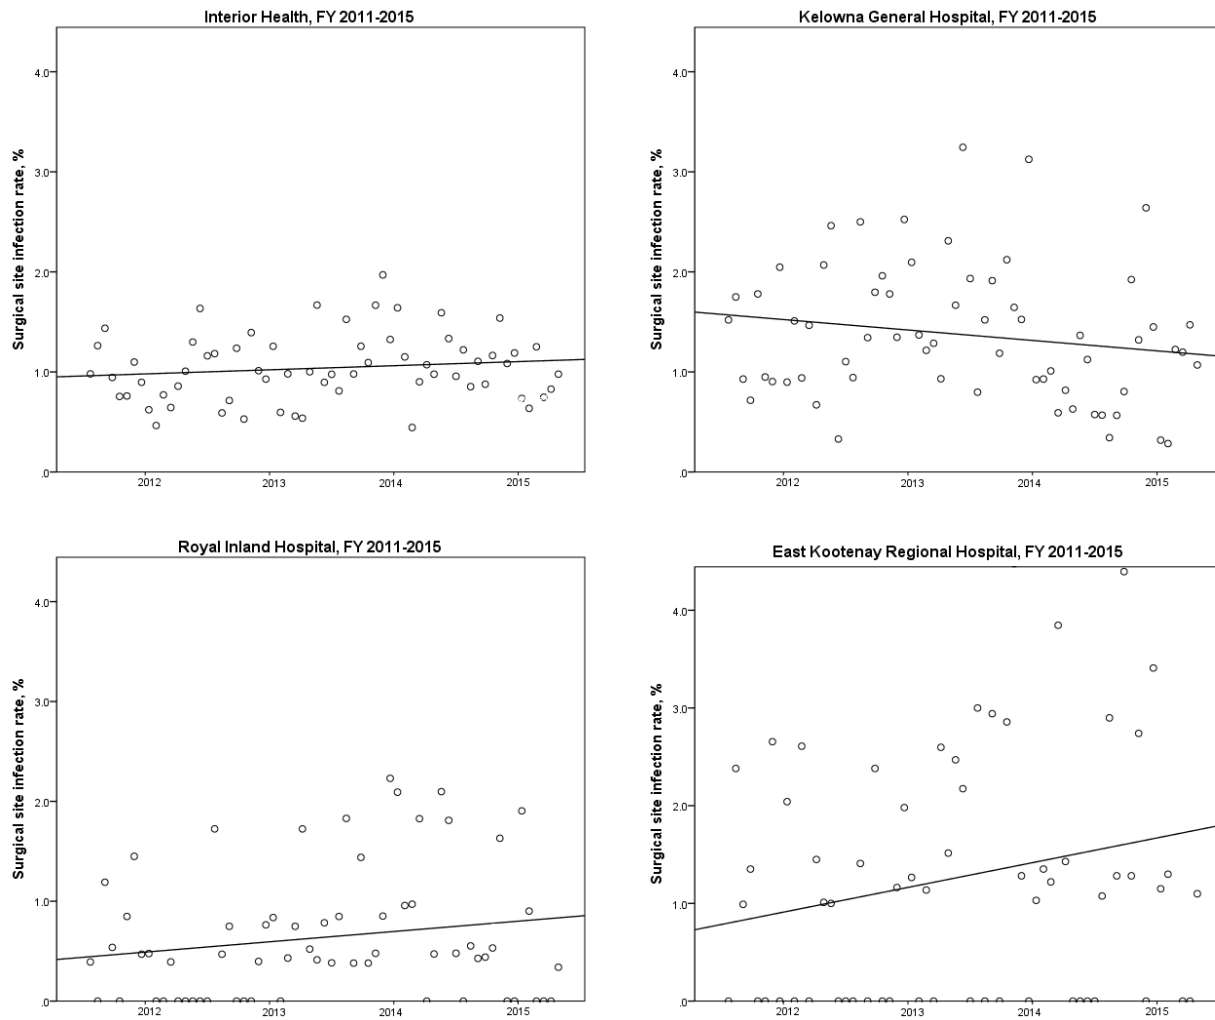 Interior Health, FY 2011-2015
Surgical site infection rate, %
4.0
3.0
2.0
1.0
.0
2012 2013 2014 2015
Kelowna General Hospital, FY 2011-2015
Surgical site infection rate, %
4.0
3.0
2.0
1.0
.0
2012 2013 2014 2015
Royal Inland Hospital, FY 2011-2015
Surgical site infection rate, %
4.0
3.0
2.0
1.0
.0
2012 2013 2014 2015
East Kootenay Regional Hospital, FY 2011-2015
Surgical site infection rate, %
4.0
3.0
2.0
1.0
.0
2012 2013 2014 2015